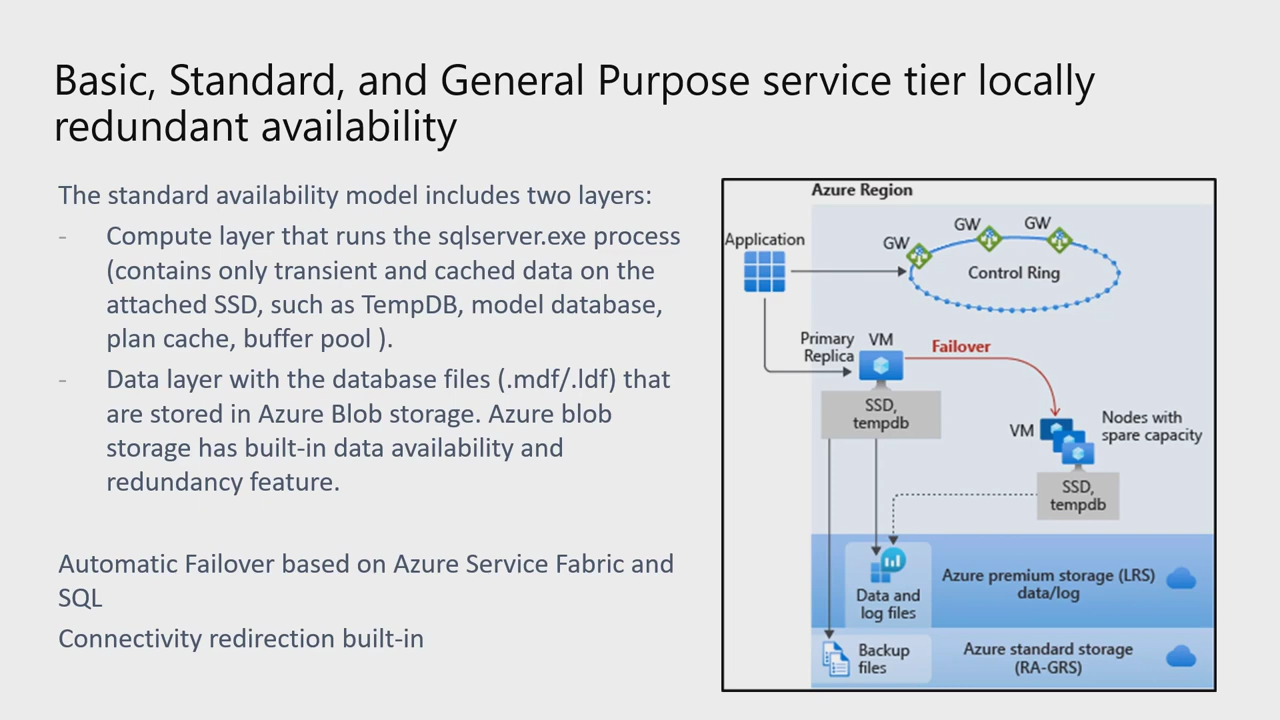 Basic, Standard, and General Purpose service tier locally
redundant availability
The standard availability model includes two layers:
- Compute layer that runs the sqlserver.exe process
(contains only transient and cached data on the
attached SSD, such as TempDB, model database,
plan cache, buffer pool ).
- Data layer with the database files (.mdf/.ldf) that
are stored in Azure Blob storage. Azure blob
storage has built-in data availability and
redundancy feature.
Automatic Failover based on Azure Service Fabric and
SQL
Connectivity redirection built-in
Azure Region
GW
GW
GW
Application
Control Ring
Primary
Replica
VM
Failover
SSD,
tempdb
VM
Nodes with
spare capacity
SSD,
tempdb
Data and
log files
Azure premium storage (LRS)
data/log
Backup
files
Azure standard storage
(RA-GRS)